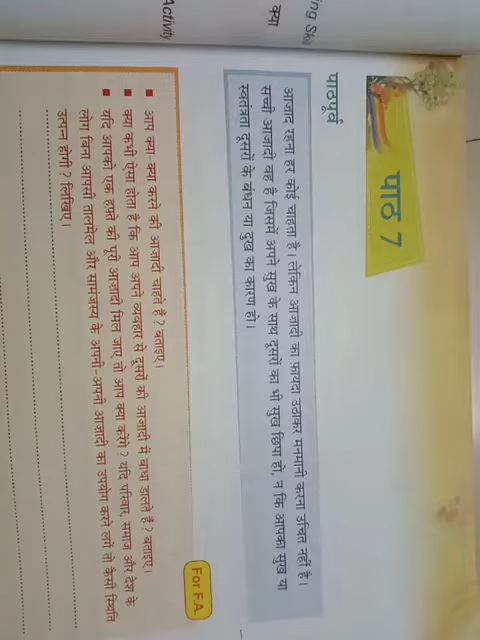 ing Skil
क्या
Activity
पाठ 7
पाठपूर्व
आज़ाद रहना हर कोई चाहता है। लेकिन आज़ादी का फ़ायदा उठाकर मनमानी करना उचित नहीं है।
सच्ची आज़ादी वह है जिसमें अपने सुख के साथ दूसरों का भी सुख छिपा हो, न कि आपका सुख या
स्वतंत्रता दूसरों के बंधन या दुख का कारण हो।
For F.A.
■ आप क्या-क्या करने की आज़ादी चाहते हैं? बताइए।
■ क्या कभी ऐसा होता है कि आप अपने व्यवहार से दूसरों की आज़ादी में बाधा डालते हैं? बताइए।
■ यदि आपको एक हफ़्ते की पूरी आज़ादी मिल जाए तो आप क्या करेंगे? यदि परिवार, समाज और देश के
लोग बिना आपसी तालमेल और सामंजस्य के अपनी-अपनी आज़ादी का उपयोग करने लगें तो कैसी स्थिति
उत्पन्न होगी? लिखिए।